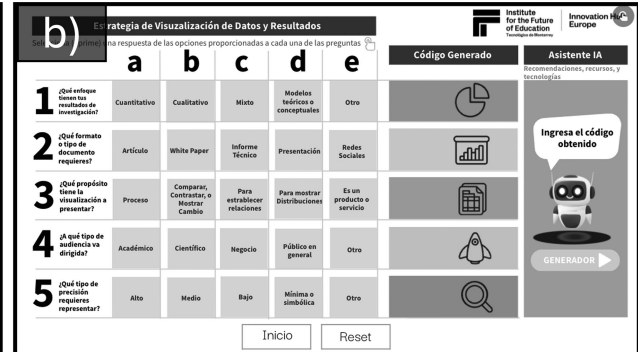 b)
Estrategia de Visualización de Datos y Resultados
una respuesta de las opciones proporcionadas a cada una de las preguntas
Institute
for the Future
of Education
Tecnológico de Monterrey
Innovation Hub
Europe
a b c d e
Código Generado
Asistente IA
Recomendaciones, recursos, y
tecnologías
1
¿Qué enfoque
tienen tus
resultados de
investigación?
Cuantitativo
Cualitativo
Mixto
Modelos
teóricos o
conceptuales
Otro
2
¿Qué formato
o tipo de
documento
requieres?
Artículo
White Paper
Informe
Técnico
Presentación
Redes
Sociales
3
¿Qué propósito
tiene la
visualización a
presentar?
Proceso
Comparar,
Contrastar, o
Mostrar
Cambio
Para
establecer
relaciones
Para mostrar
Distribuciones
Es un
producto o
servicio
4
¿A qué tipo de
audiencia va
dirigida?
Académico
Científico
Negocio
Público en
general
Otro
5
¿Qué tipo de
precisión
requieres
representar?
Alto
Medio
Bajo
Mínima o
simbólica
Otro
Ingresa el código
obtenido
GENERADOR
Inicio
Reset